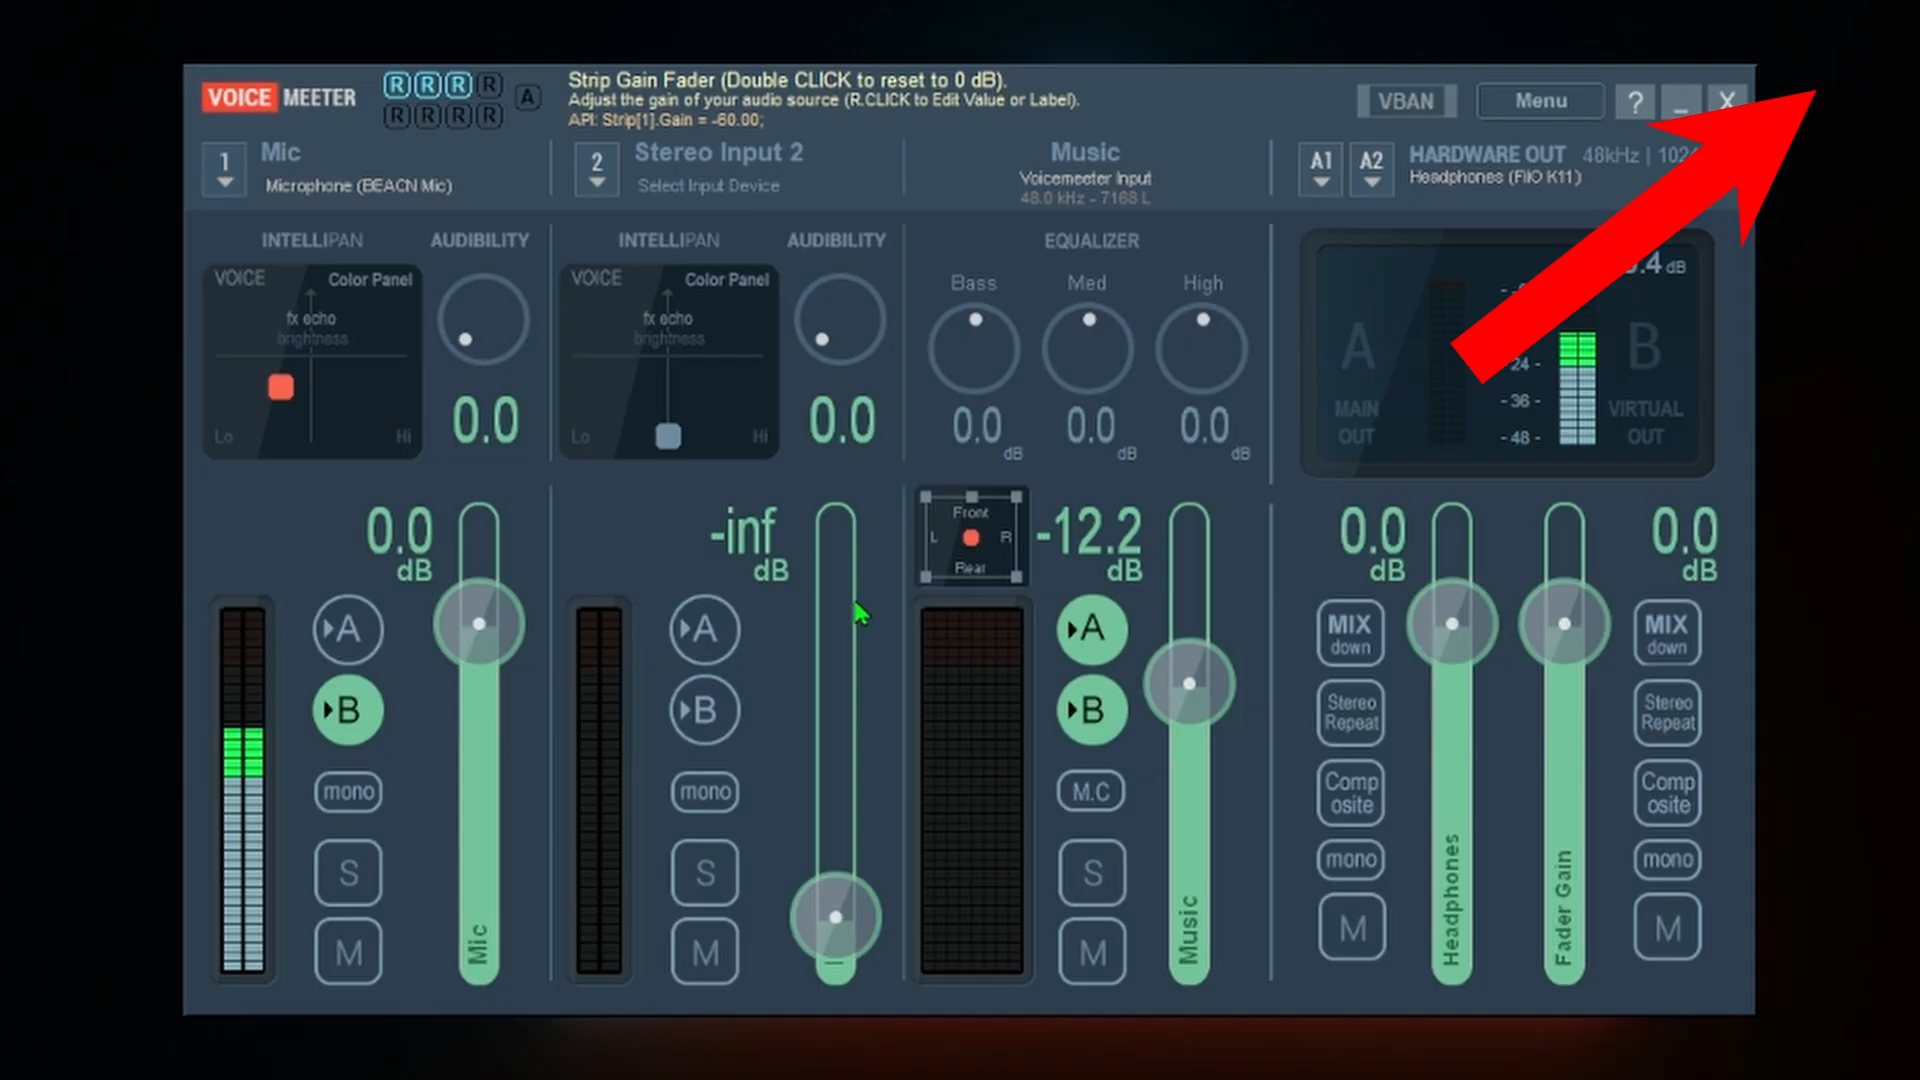 VOICE MEETER
R R R R
R R R R
A
Strip Gain Fader (Double CLICK to reset to 0 dB).
Adjust the gain of your audio source (R.CLICK to Edit Value or Label).
API: Strip[1].Gain = -60.00;
VBAN
Menu
?
_
X
1
Mic
Microphone (BEACN Mic)
2
Stereo Input 2
Select Input Device
Music
Voicemeeter Input
48.0 kHz - 7168 L
A1
A2
HARDWARE OUT 48kHz |
Headphones (FiiO K11)
INTELLIPAN
AUDIBILITY
VOICE
Color Panel
fx echo
brightness
Lo
Hi
0.0
INTELLIPAN
AUDIBILITY
VOICE
Color Panel
fx echo
brightness
Lo
Hi
0.0
EQUALIZER
Bass
Med
High
0.0 dB
0.0 dB
0.0 dB
.4 dB
24 -
- 36 -
- 48 -
A
MAIN
OUT
B
VIRTUAL
OUT
0.0
dB
A
B
mono
S
M
Mic
-inf
dB
A
B
mono
S
M
Front
L
R
Rear
-12.2
dB
A
B
M.C
S
M
Music
0.0
dB
MIX
down
Stereo
Repeat
Comp
osite
mono
M
Headphones
Fader Gain
0.0
dB
MIX
down
Stereo
Repeat
Comp
osite
mono
M